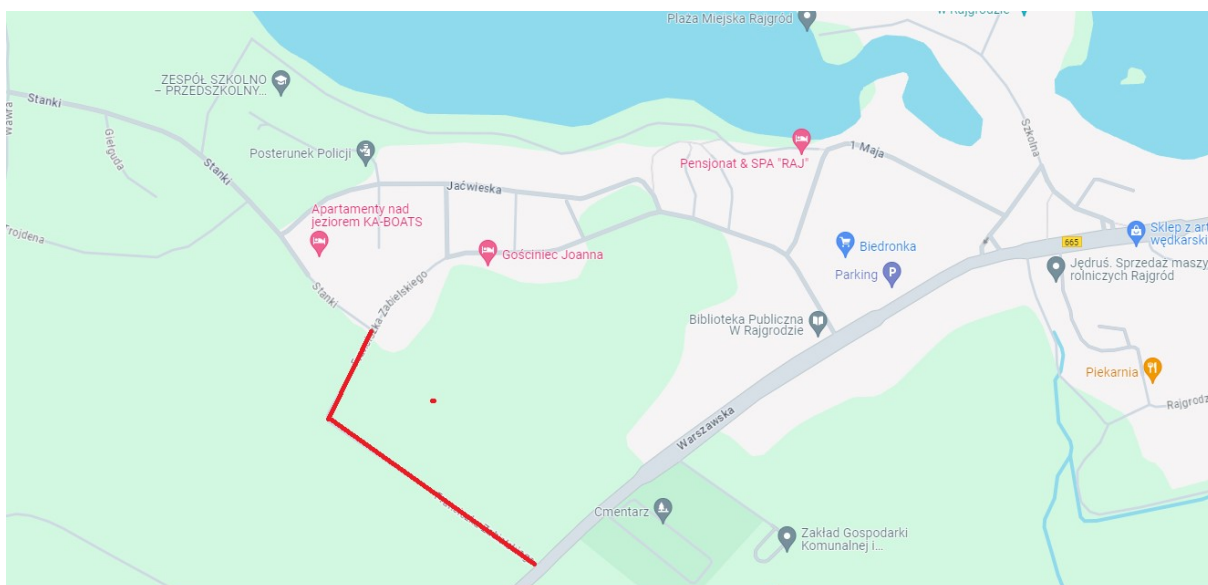 Plaża Miejska Rajgród
w Rajgrodzie
ZESPÓŁ SZKOLNO
– PRZEDSZKOLNY...
Stanki
Giełguda
Stanki
Szkolna
Posterunek Policji
1 Maja
Pensjonat & SPA "RAJ"
Jaćwieska
Apartamenty nad
jeziorem KA-BOATS
Trojdena
Sklep z art
wędkarski
665
Biedronka
Gościniec Joanna
Jędruś. Sprzedaż maszy
rolniczych Rajgród
Parking
Stanki
Zabielskiego
Biblioteka Publiczna
W Rajgrodzie
Piekarnia
Rajgrodz
Warszawska
Cmentarz
Zakład Gospodarki
Komunalnej i...